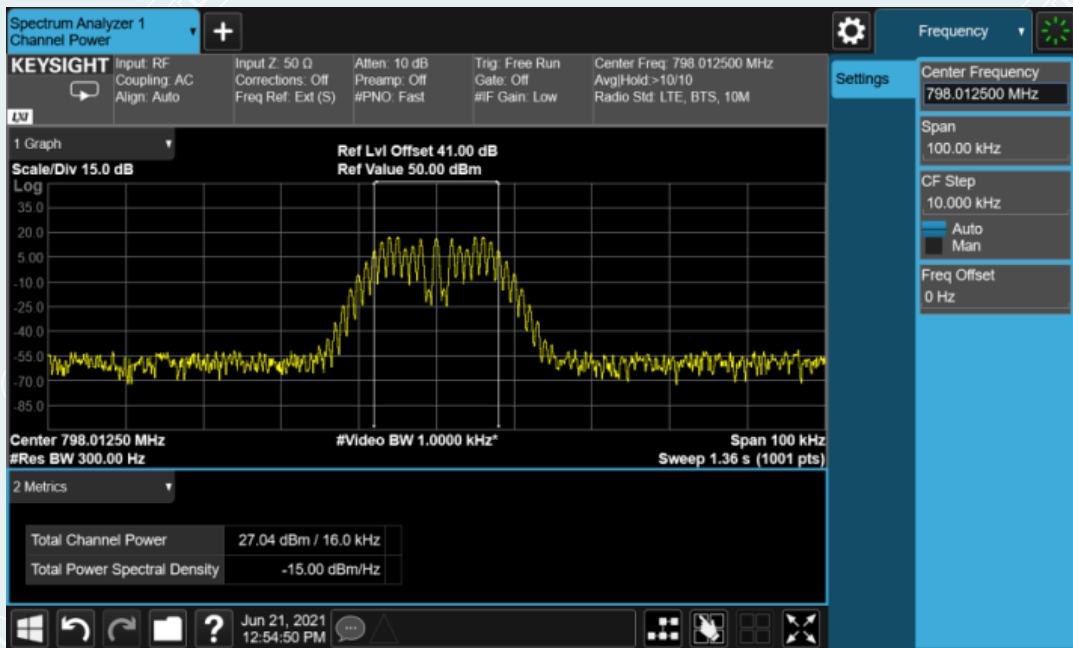 Spectrum Analyzer 1
Channel Power
+
Frequency
KEYSIGHT
LXI
Input: RF
Coupling: AC
Align: Auto
Input Z: 50 Ω
Corrections: Off
Freq Ref: Ext (S)
Atten: 10 dB
Preamp: Off
#PNO: Fast
Trig: Free Run
Gate: Off
#IF Gain: Low
Center Freq: 798.012500 MHz
Avg|Hold:>10/10
Radio Std: LTE, BTS, 10M
Settings
Center Frequency
798.012500 MHz
Span
100.00 kHz
CF Step
10.000 kHz
Auto
Man
Freq Offset
0 Hz
1 Graph
Scale/Div 15.0 dB
Ref Lvl Offset 41.00 dB
Ref Value 50.00 dBm
Log
35.0
20.0
5.00
-10.0
-25.0
-40.0
-55.0
-70.0
-85.0
Center 798.01250 MHz
#Video BW 1.0000 kHz*
Span 100 kHz
#Res BW 300.00 Hz
Sweep 1.36 s (1001 pts)
2 Metrics
Total Channel Power 27.04 dBm / 16.0 kHz
Total Power Spectral Density -15.00 dBm/Hz
?
Jun 21, 2021
12:54:50 PM